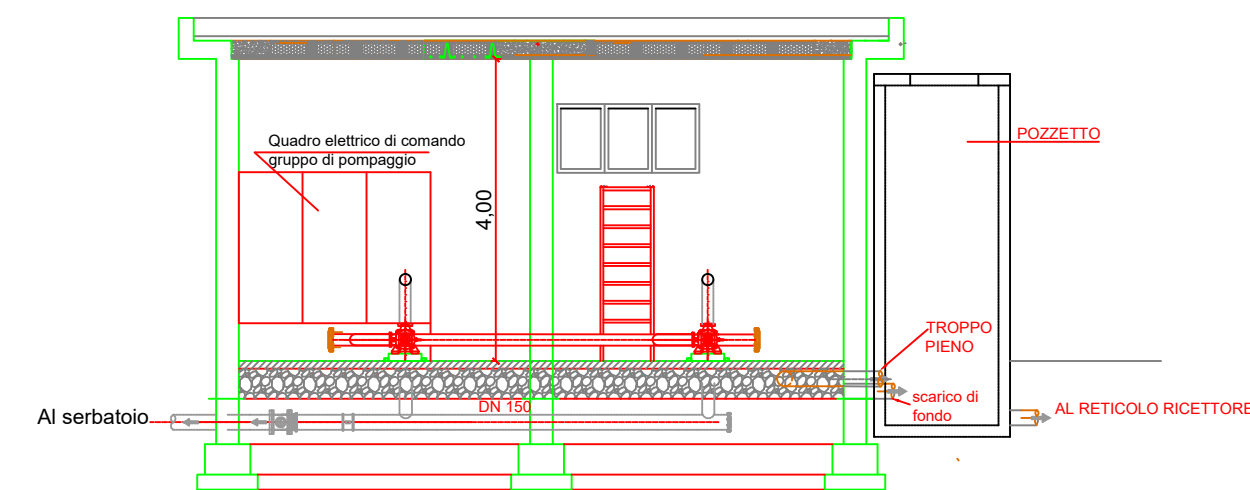 Quadro elettrico di comando
gruppo di pompaggio
POZZETTO
4,00
TROPPO
PIENO
scarico di
fondo
DN 150
Al serbatoio
AL RETICOLO RICETTORE